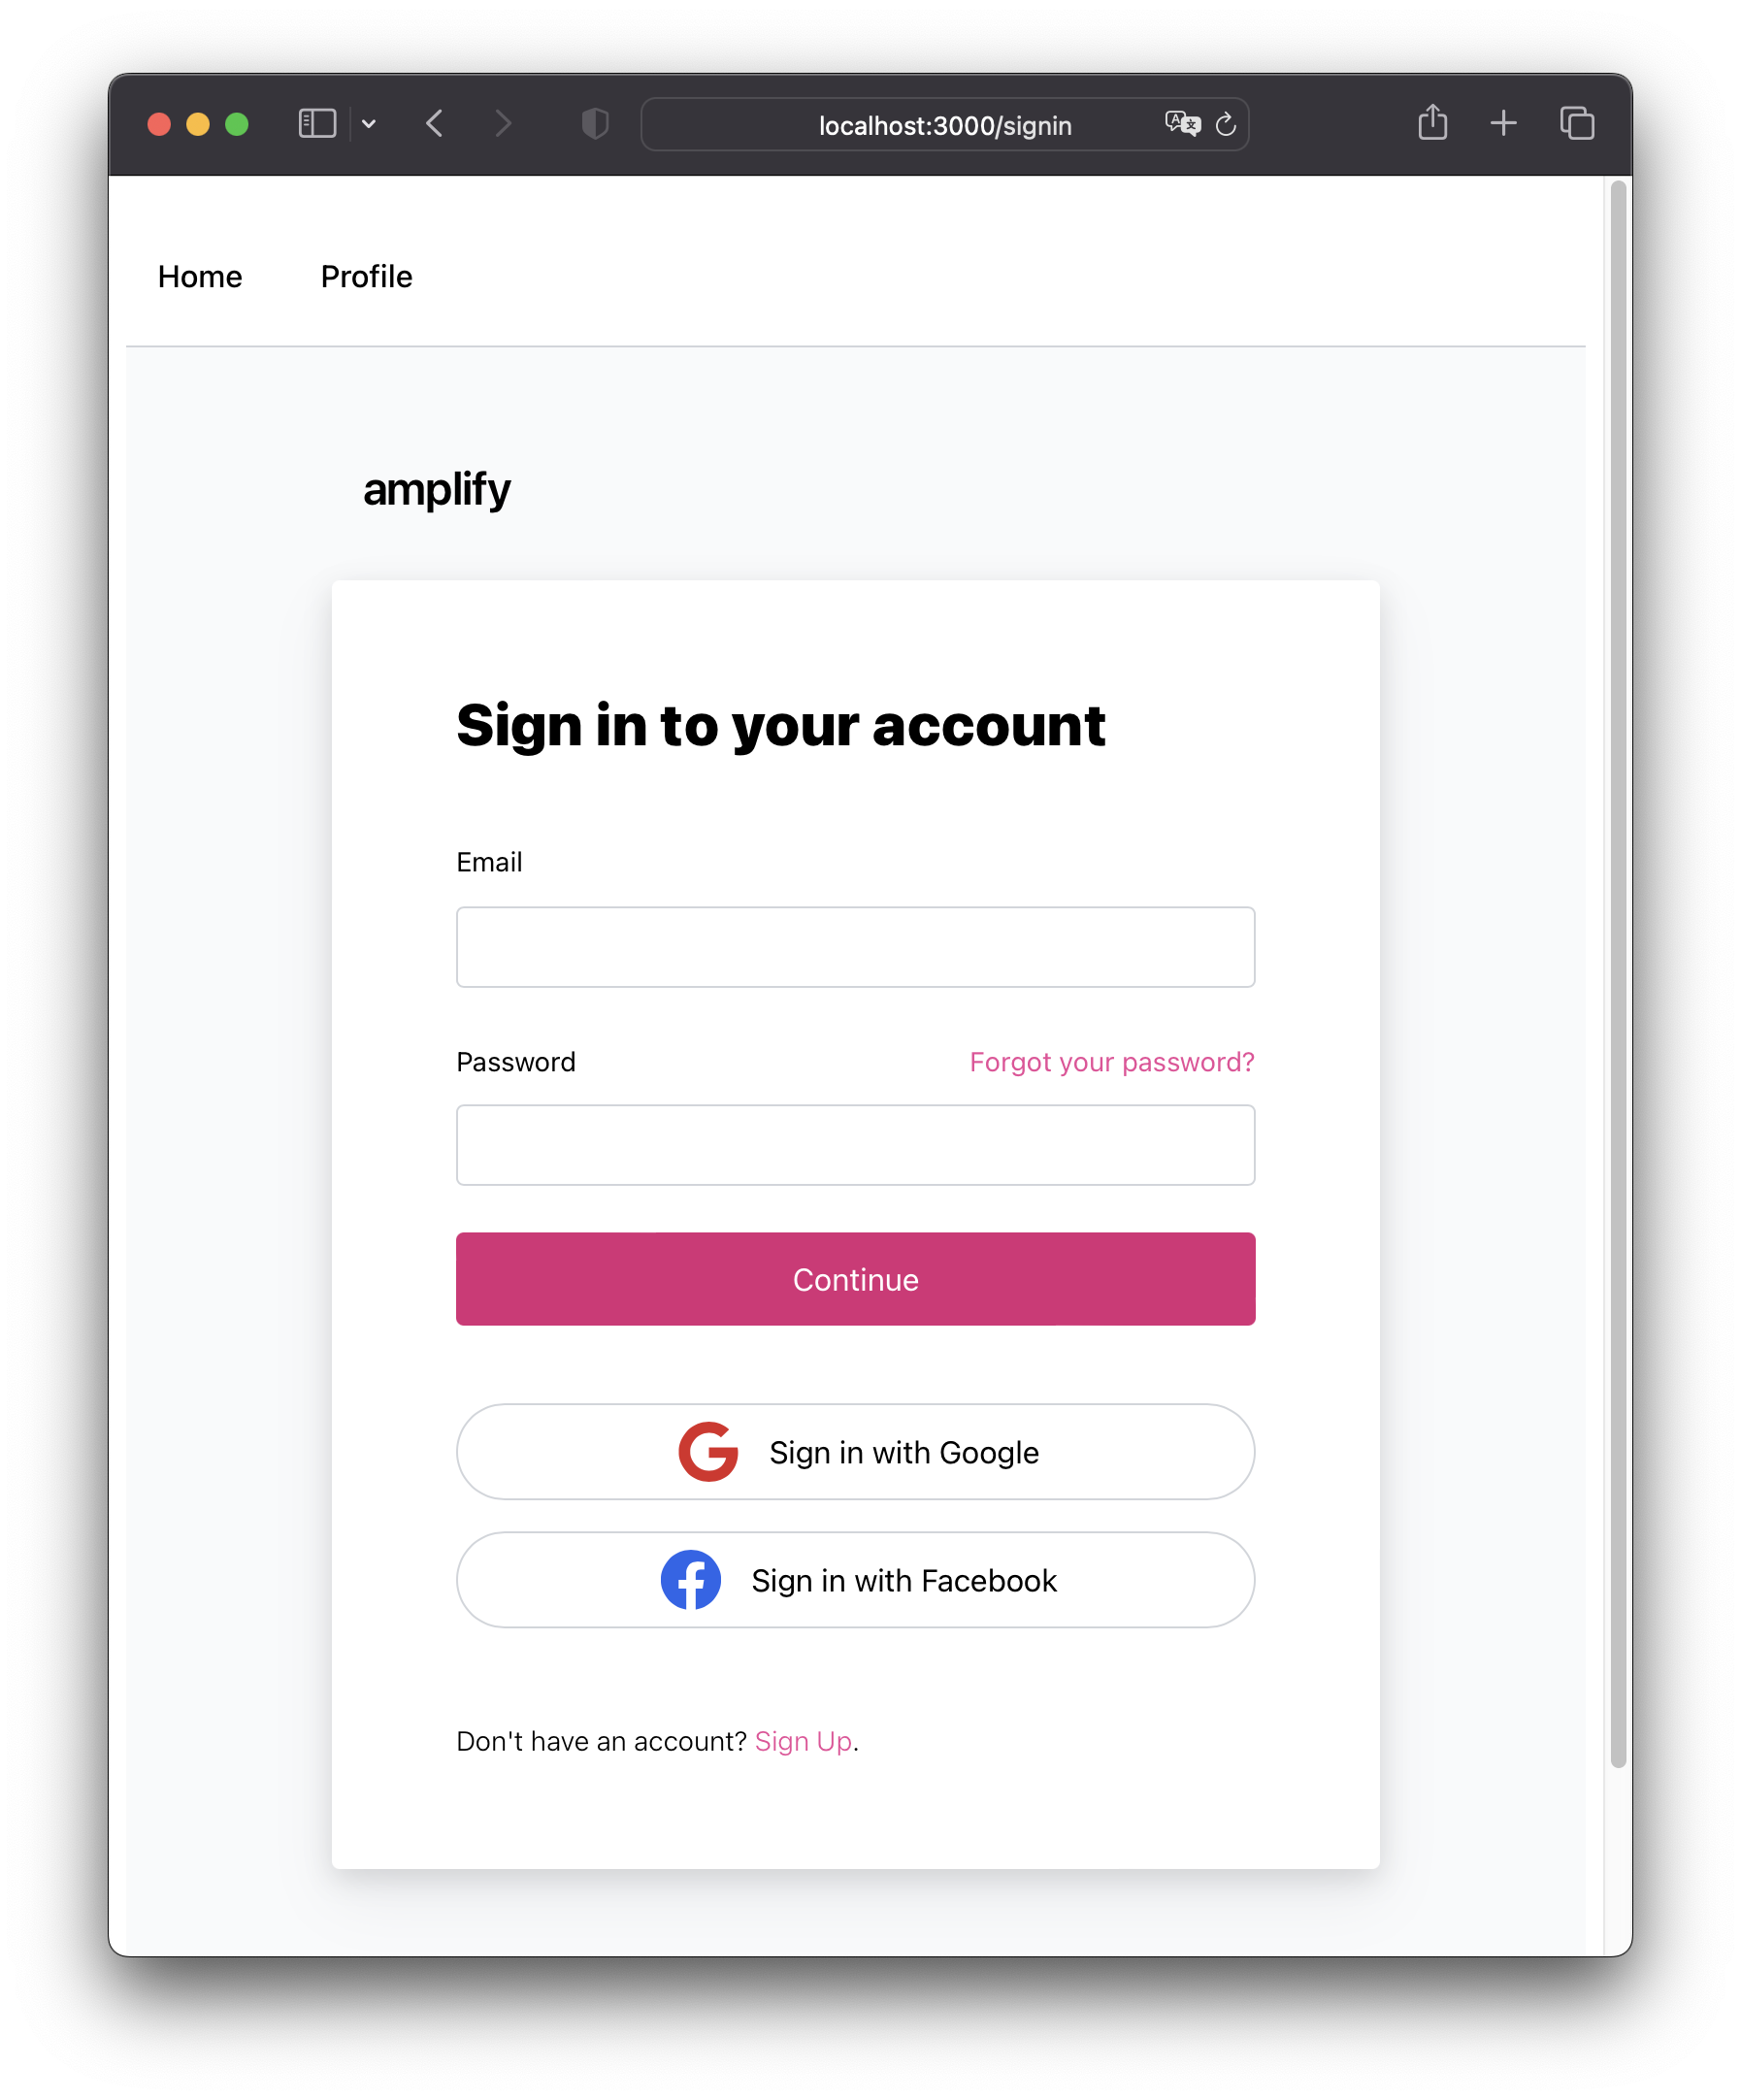 localhost:3000/signin
Home Profile
amplify
Sign in to your account
Email
Password Forgot your password?
Continue
Sign in with Google
Sign in with Facebook
Don't have an account? Sign Up.